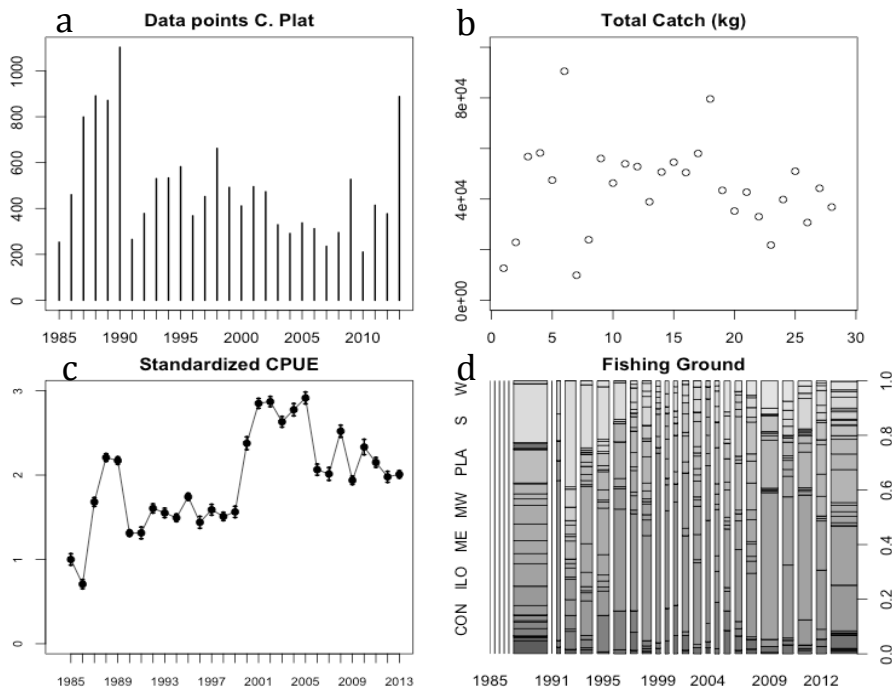 a Data points C. Plat
0 200 400 600 800 1000
1985 1990 1995 2000 2005 2010
b Total Catch (kg)
0e+00 4e+04 8e+04
0 5 10 15 20 25 30
c Standardized CPUE
0 1 2 3
1985 1989 1993 1997 2001 2005 2009 2013
d Fishing Ground
CON ILO ME MW PLA S W
0.0 0.2 0.4 0.6 0.8 1.0
1985 1991 1995 1999 2004 2009 2012